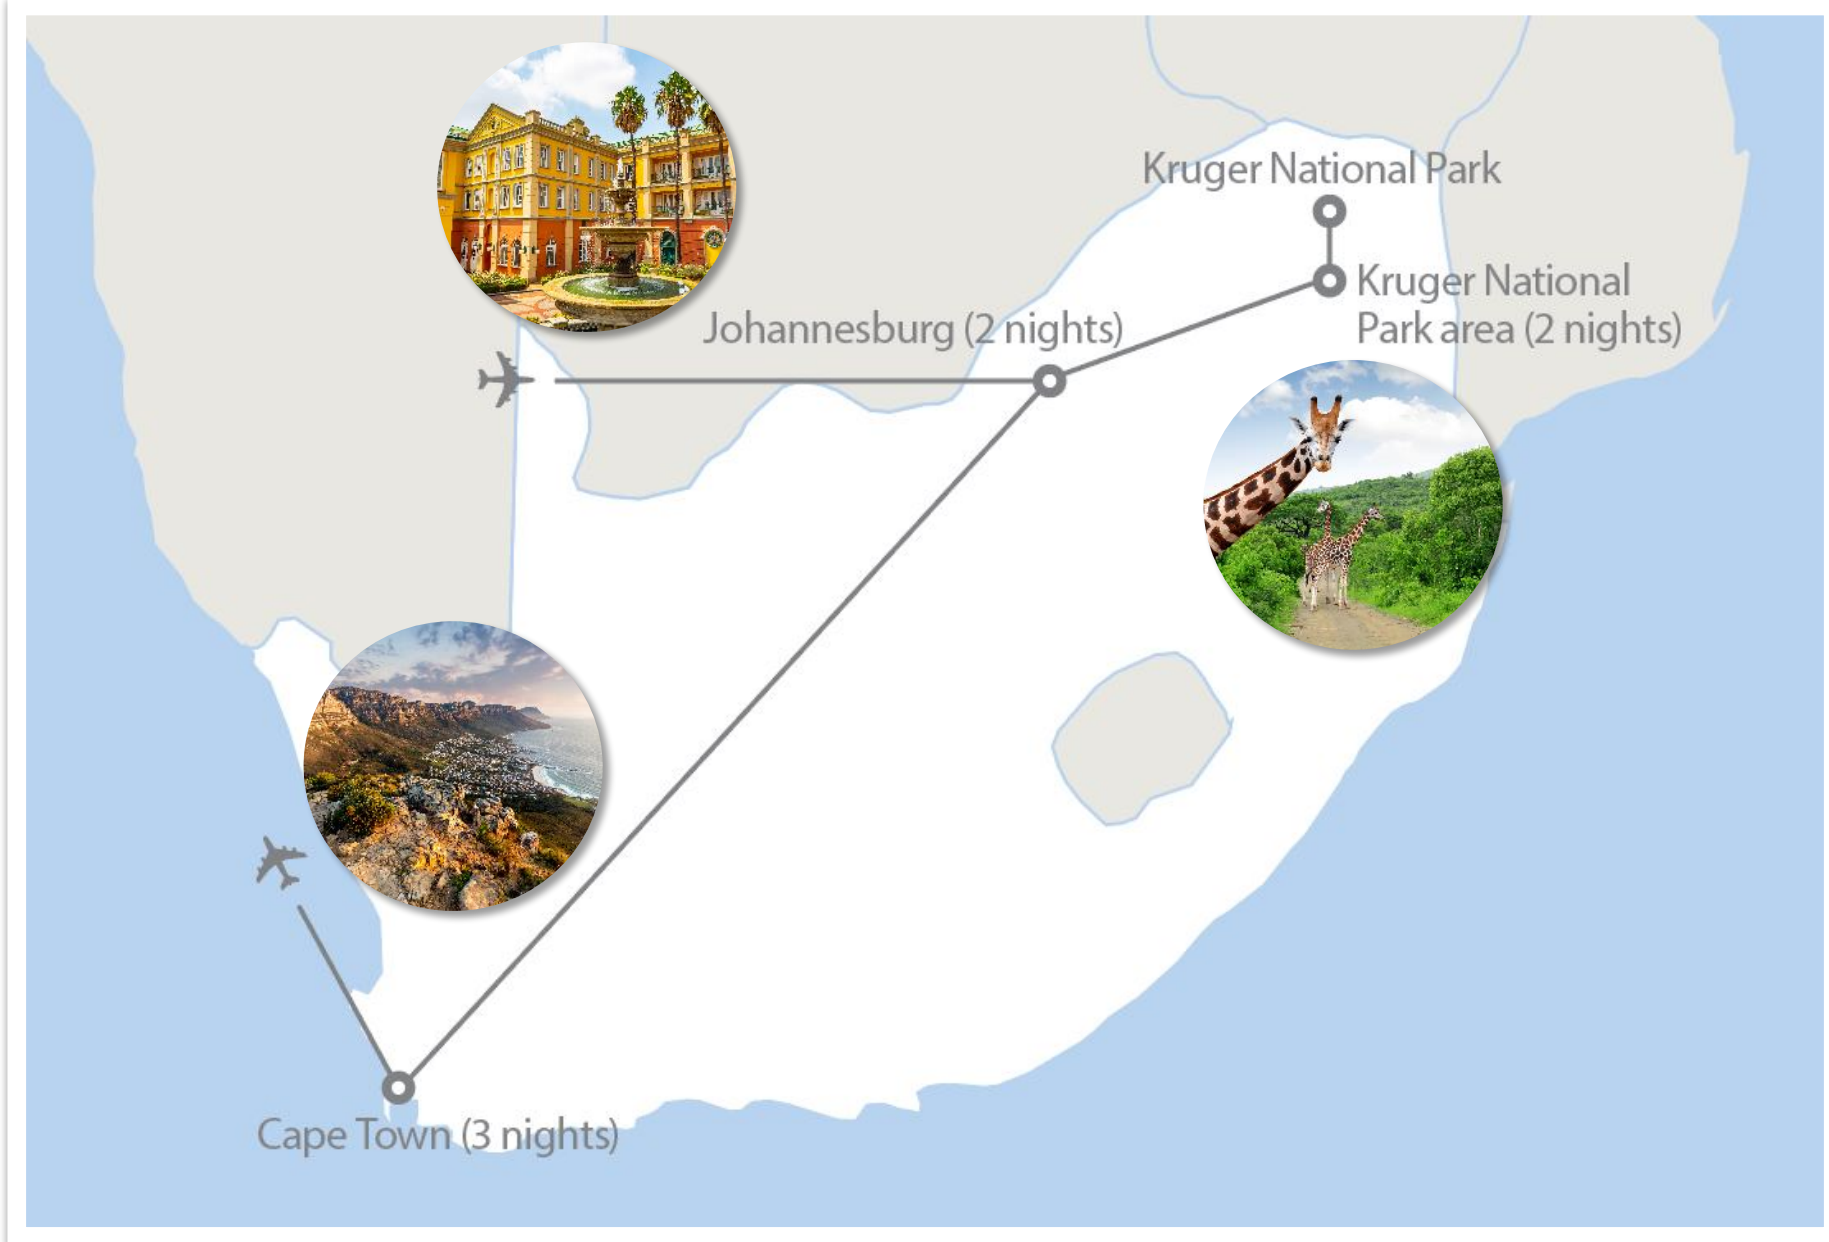 Kruger National Park
Kruger National
Park area (2 nights)
Johannesburg (2 nights)
Cape Town (3 nights)